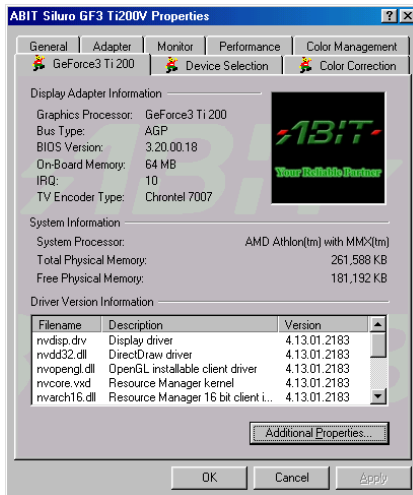 ABIT Siluro GF3 Ti200V Properties
General Adapter Monitor Performance Color Management
GeForce3 Ti 200 Device Selection Color Correction
Display Adapter Information
Graphics Processor: GeForce3 Ti 200
Bus Type: AGP
BIOS Version: 3.20.00.18
On-Board Memory: 64 MB
IRQ: 10
TV Encoder Type: Chrontel 7007
ABIT
Your Reliable Partner
System Information
System Processor: AMD Athlon(tm) with MMX(tm)
Total Physical Memory: 261,588 KB
Free Physical Memory: 181,192 KB
Driver Version Information
Filename Description Version
nvdisp.drv Display driver 4.13.01.2183
nvdd32.dll DirectDraw driver 4.13.01.2183
nvopengl.dll OpenGL installable client driver 4.13.01.2183
nvcore.vxd Resource Manager kernel 4.13.01.2183
nvarch16.dll Resource Manager 16 bit client i... 4.13.01.2183
Additional Properties...
OK Cancel Apply